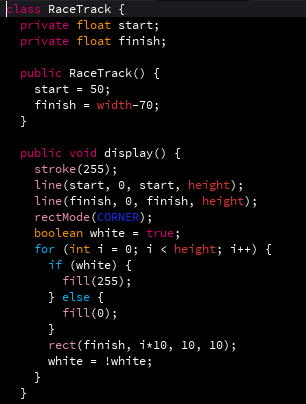 class RaceTrack {
  private float start;
  private float finish;

  public RaceTrack() {
    start = 50;
    finish = width-70;
  }

  public void display() {
    stroke(255);
    line(start, 0, start, height);
    line(finish, 0, finish, height);
    rectMode(CORNER);
    boolean white = true;
    for (int i = 0; i < height; i++) {
      if (white) {
        fill(255);
      } else {
        fill(0);
      }
      rect(finish, i*10, 10, 10);
      white = !white;
    }
  }